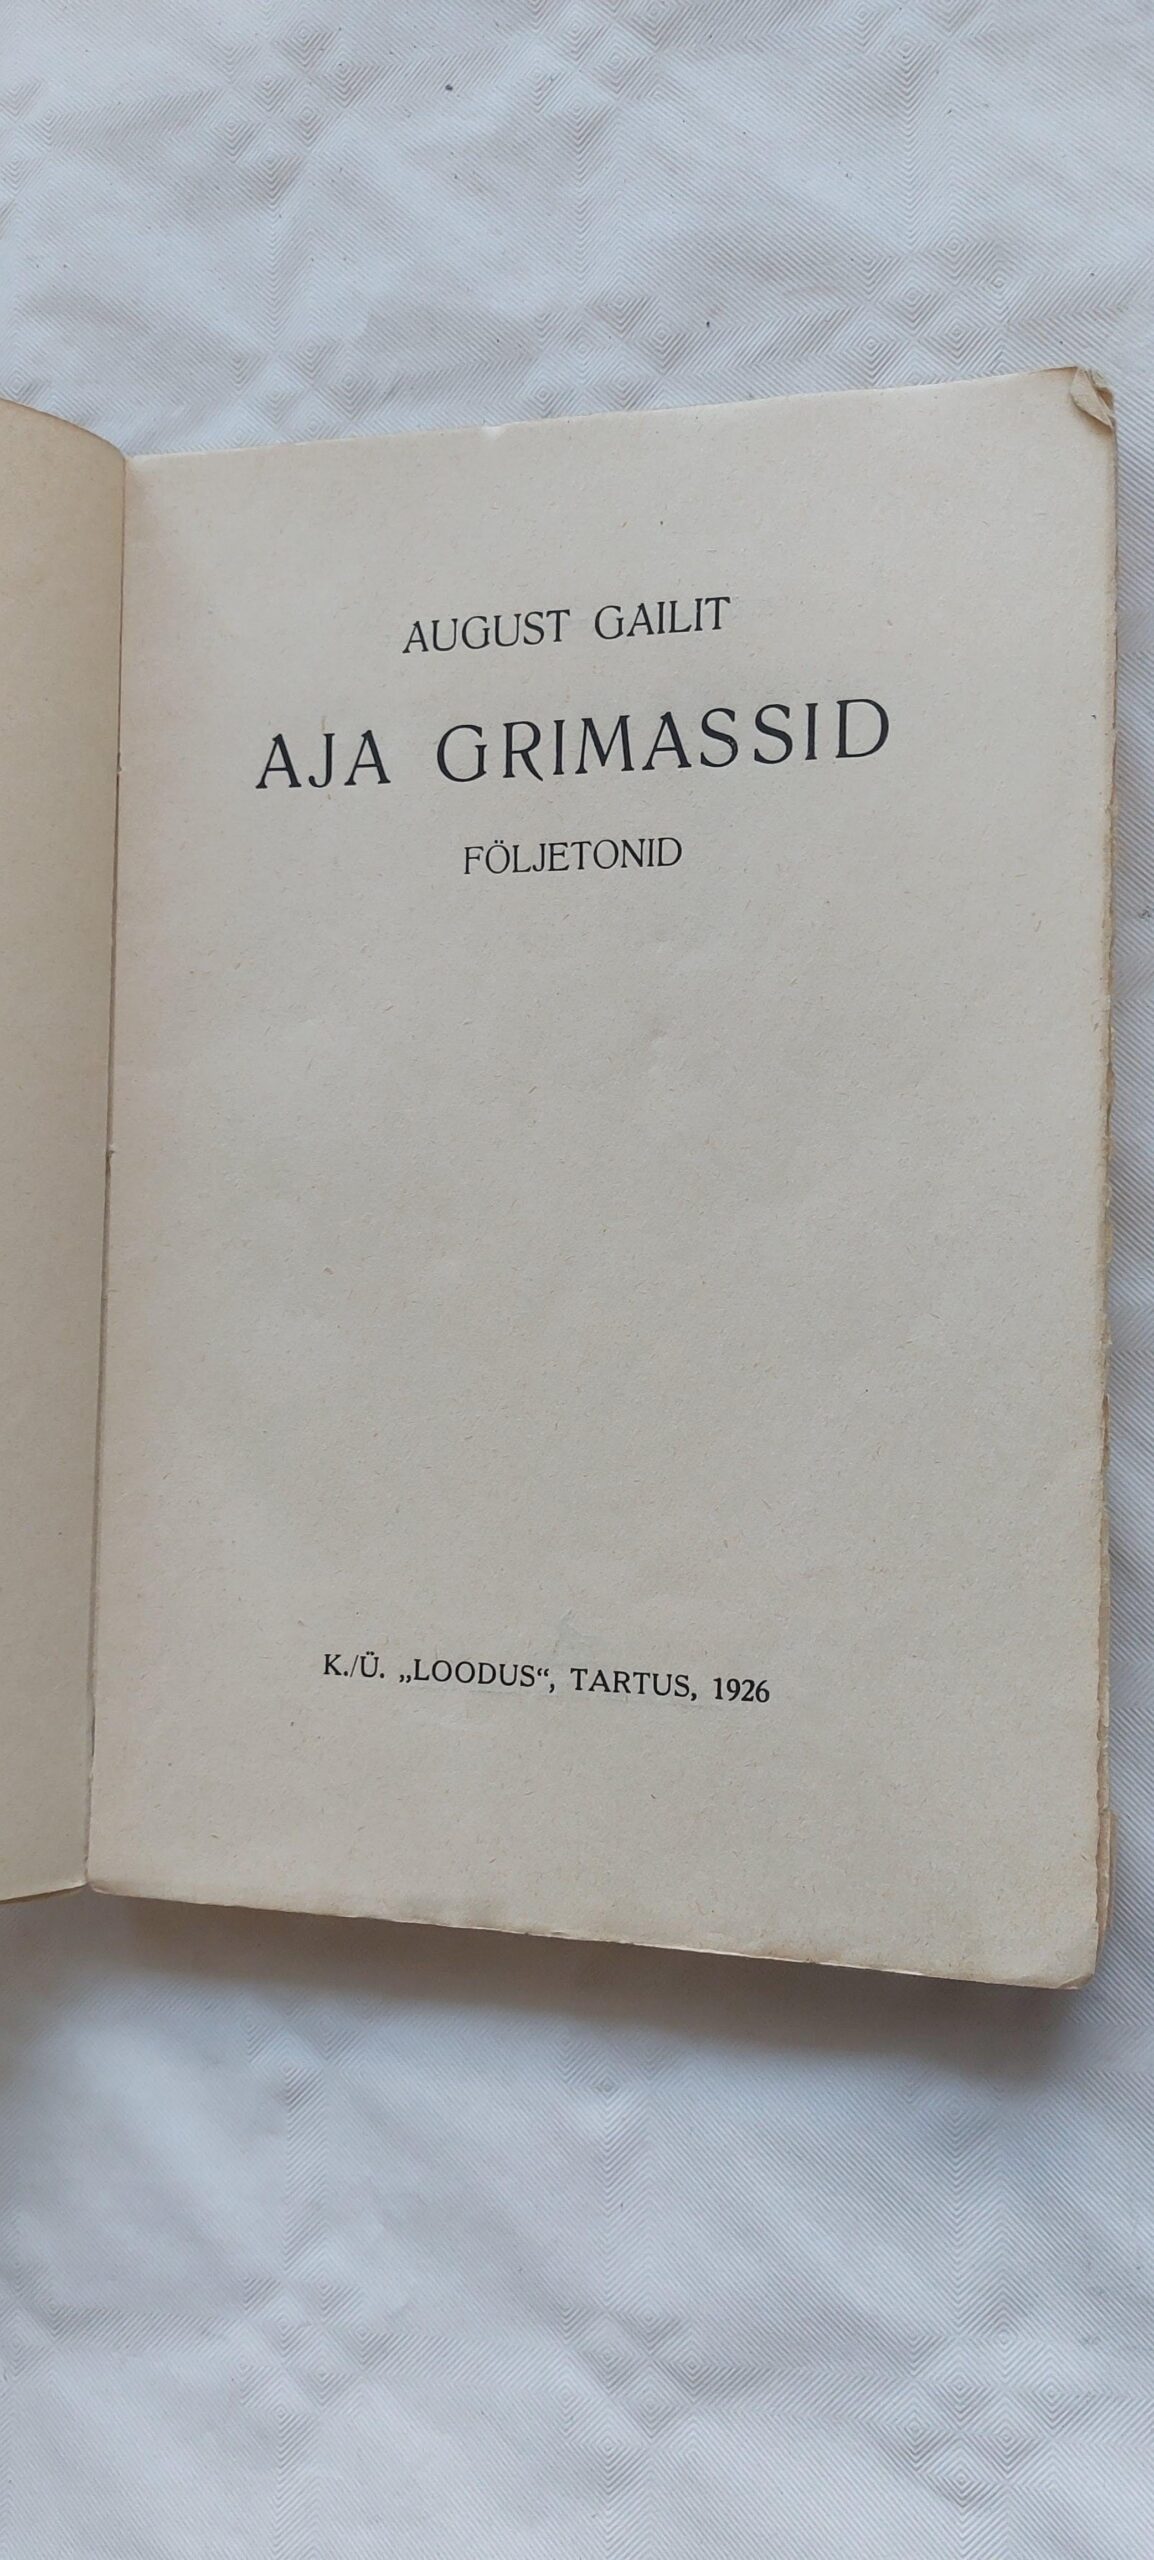 AUGUST GAILIT
AJA GRIMASSID
FÖLJETONID
K./Ü. „LOODUS“, TARTUS, 1926